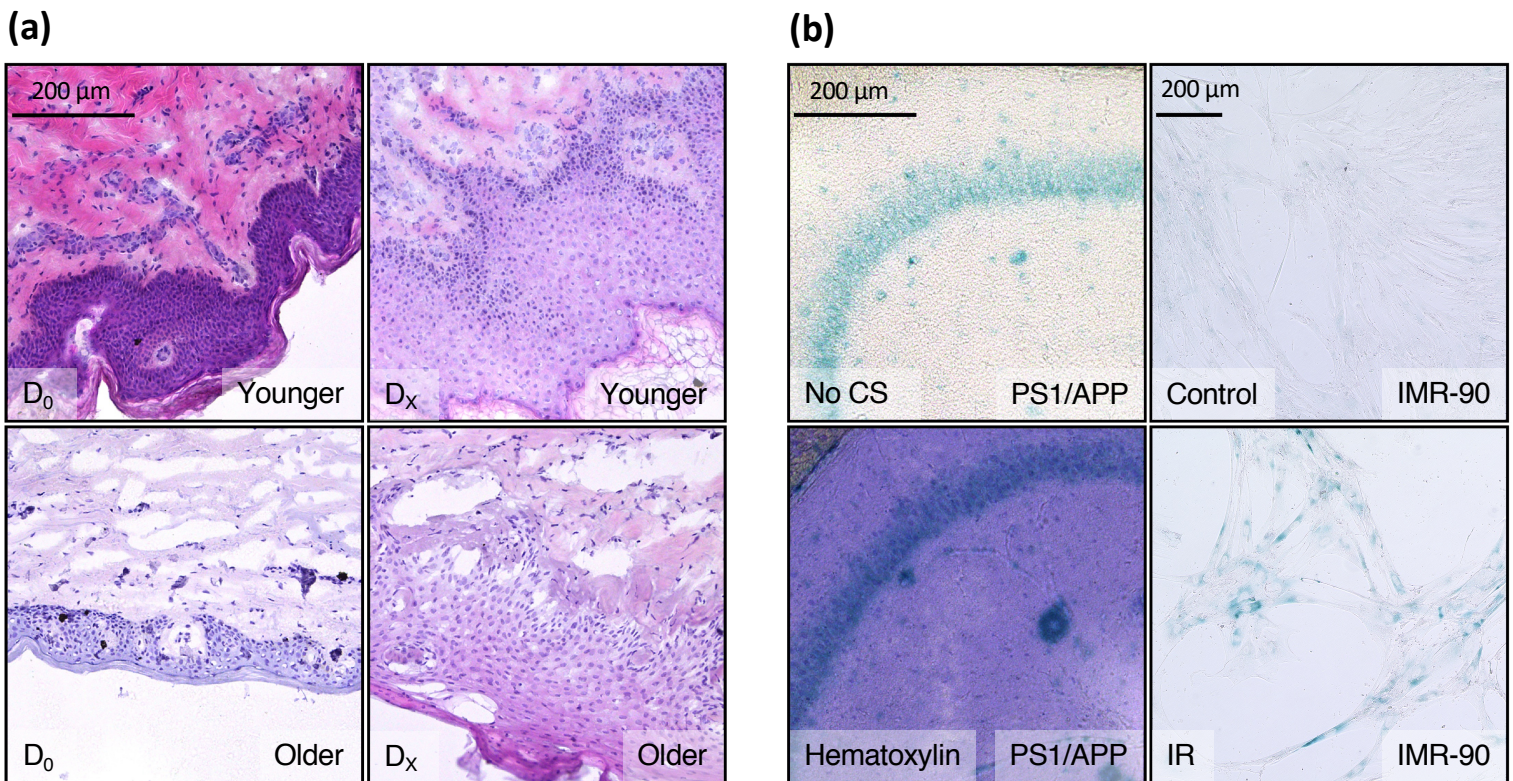 (a)
(b)
200 µm
200 µm
200 µm
D0 Younger
DX Younger
No CS PS1/APP
Control IMR-90
D0 Older
DX Older
Hematoxylin PS1/APP
IR IMR-90